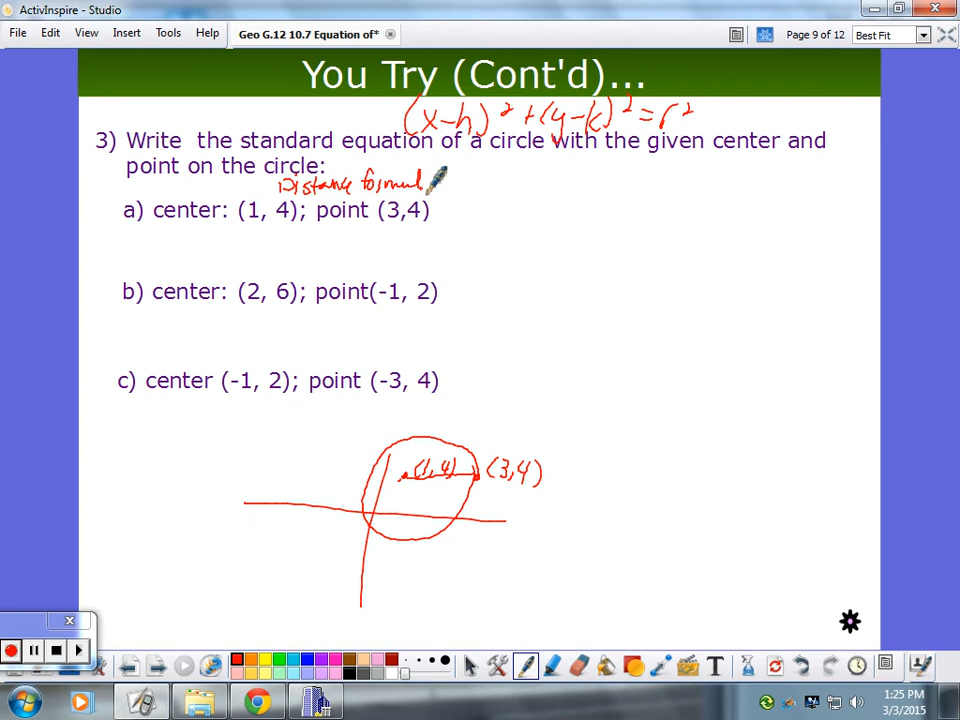 ActivInspire - Studio
File Edit View Insert Tools Help
Geo G.12 10.7 Equation of*
Page 9 of 12
Best Fit
You Try (Cont'd)...
(x-h)² + (y-k)² = r²
3) Write the standard equation of a circle with the given center and
point on the circle:
Distance formul
a) center: (1, 4); point (3,4)
b) center: (2, 6); point(-1, 2)
c) center (-1, 2); point (-3, 4)
(1,4) (3,4)
1:25 PM
3/3/2015